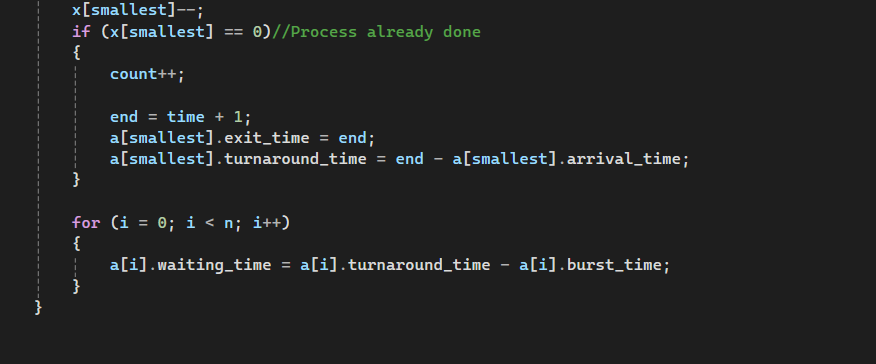 x[smallest]--;
if (x[smallest] == 0)//Process already done
{
count++;
end = time + 1;
a[smallest].exit_time = end;
a[smallest].turnaround_time = end - a[smallest].arrival_time;
}
for (i = 0; i < n; i++)
{
a[i].waiting_time = a[i].turnaround_time - a[i].burst_time;
}
}